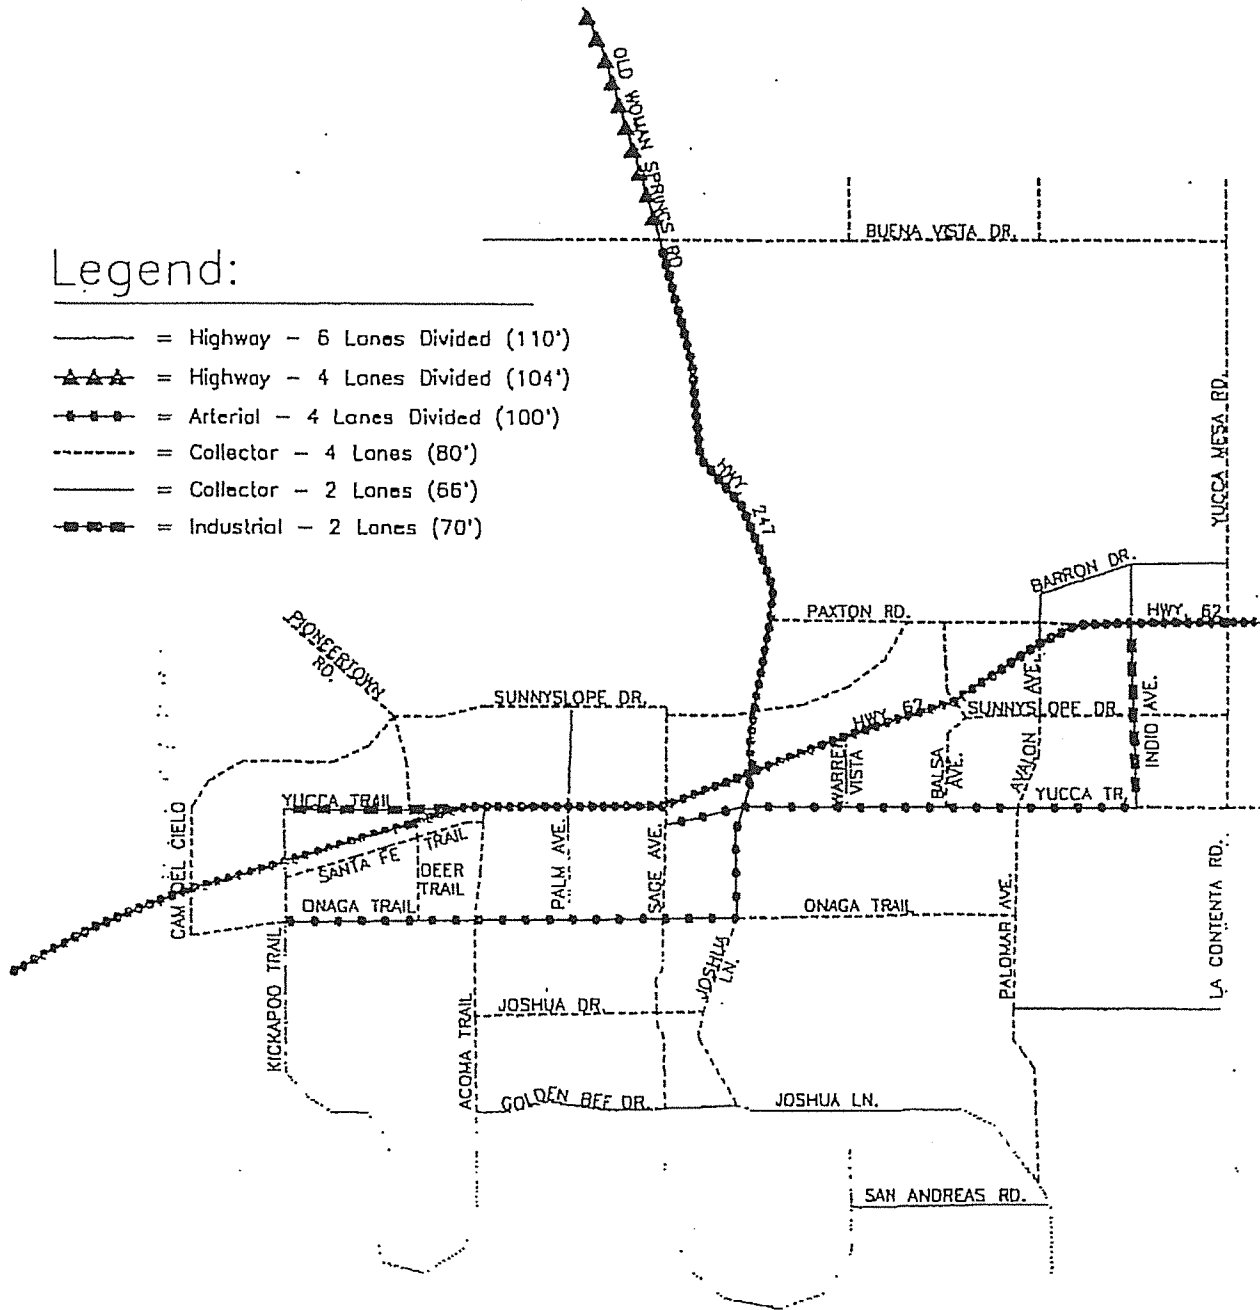 OLD WOMAN SPRINGS RD.
BUENA VISTA DR.
Legend:
= Highway - 6 Lanes Divided (110')
= Highway - 4 Lanes Divided (104')
= Arterial - 4 Lanes Divided (100')
= Collector - 4 Lanes (80')
= Collector - 2 Lanes (66')
= Industrial - 2 Lanes (70')
YUCCA MESA RD.
HWY 247
BARRON DR.
PAXTON RD.
HWY. 62
PIONEERTOWN
RD.
SUNNYSLOPE DR.
HWY 62
SUNNYSLOPE DR.
AVALON AVE.
INDIO AVE.
WARREN
VISTA
BALSA
AVE.
YUCCA TRAIL
YUCCA TR.
CAM DEL CIELO
SANTA FE TRAIL
DEER
TRAIL
PALM AVE.
SAGE AVE.
ONAGA TRAIL
ONAGA TRAIL
KICKAPOO TRAIL
JOSHUA
LN.
PALOMAR AVE.
LA CONTENTA RD.
ACOMA TRAIL
JOSHUA DR.
GOLDEN BEE DR.
JOSHUA LN.
SAN ANDREAS RD.